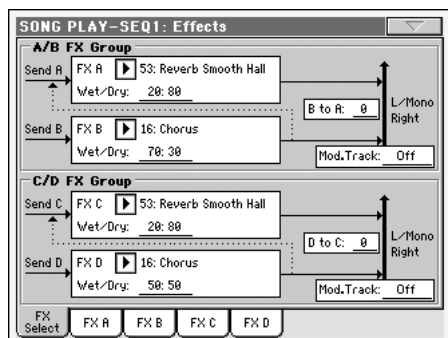 SONG PLAY-SEQ1: Effects
A/B FX Group
Send A
FX A 53: Reverb Smooth Hall
Wet/Dry: 20:80
B to A: 0
L/Mono
Right
Send B
FX B 16: Chorus
Wet/Dry: 70:30
Mod.Track: Off
C/D FX Group
Send C
FX C 53: Reverb Smooth Hall
Wet/Dry: 20:80
D to C: 0
L/Mono
Right
Send D
FX D 16: Chorus
Wet/Dry: 50:50
Mod.Track: Off
FX Select
FX A
FX B
FX C
FX D